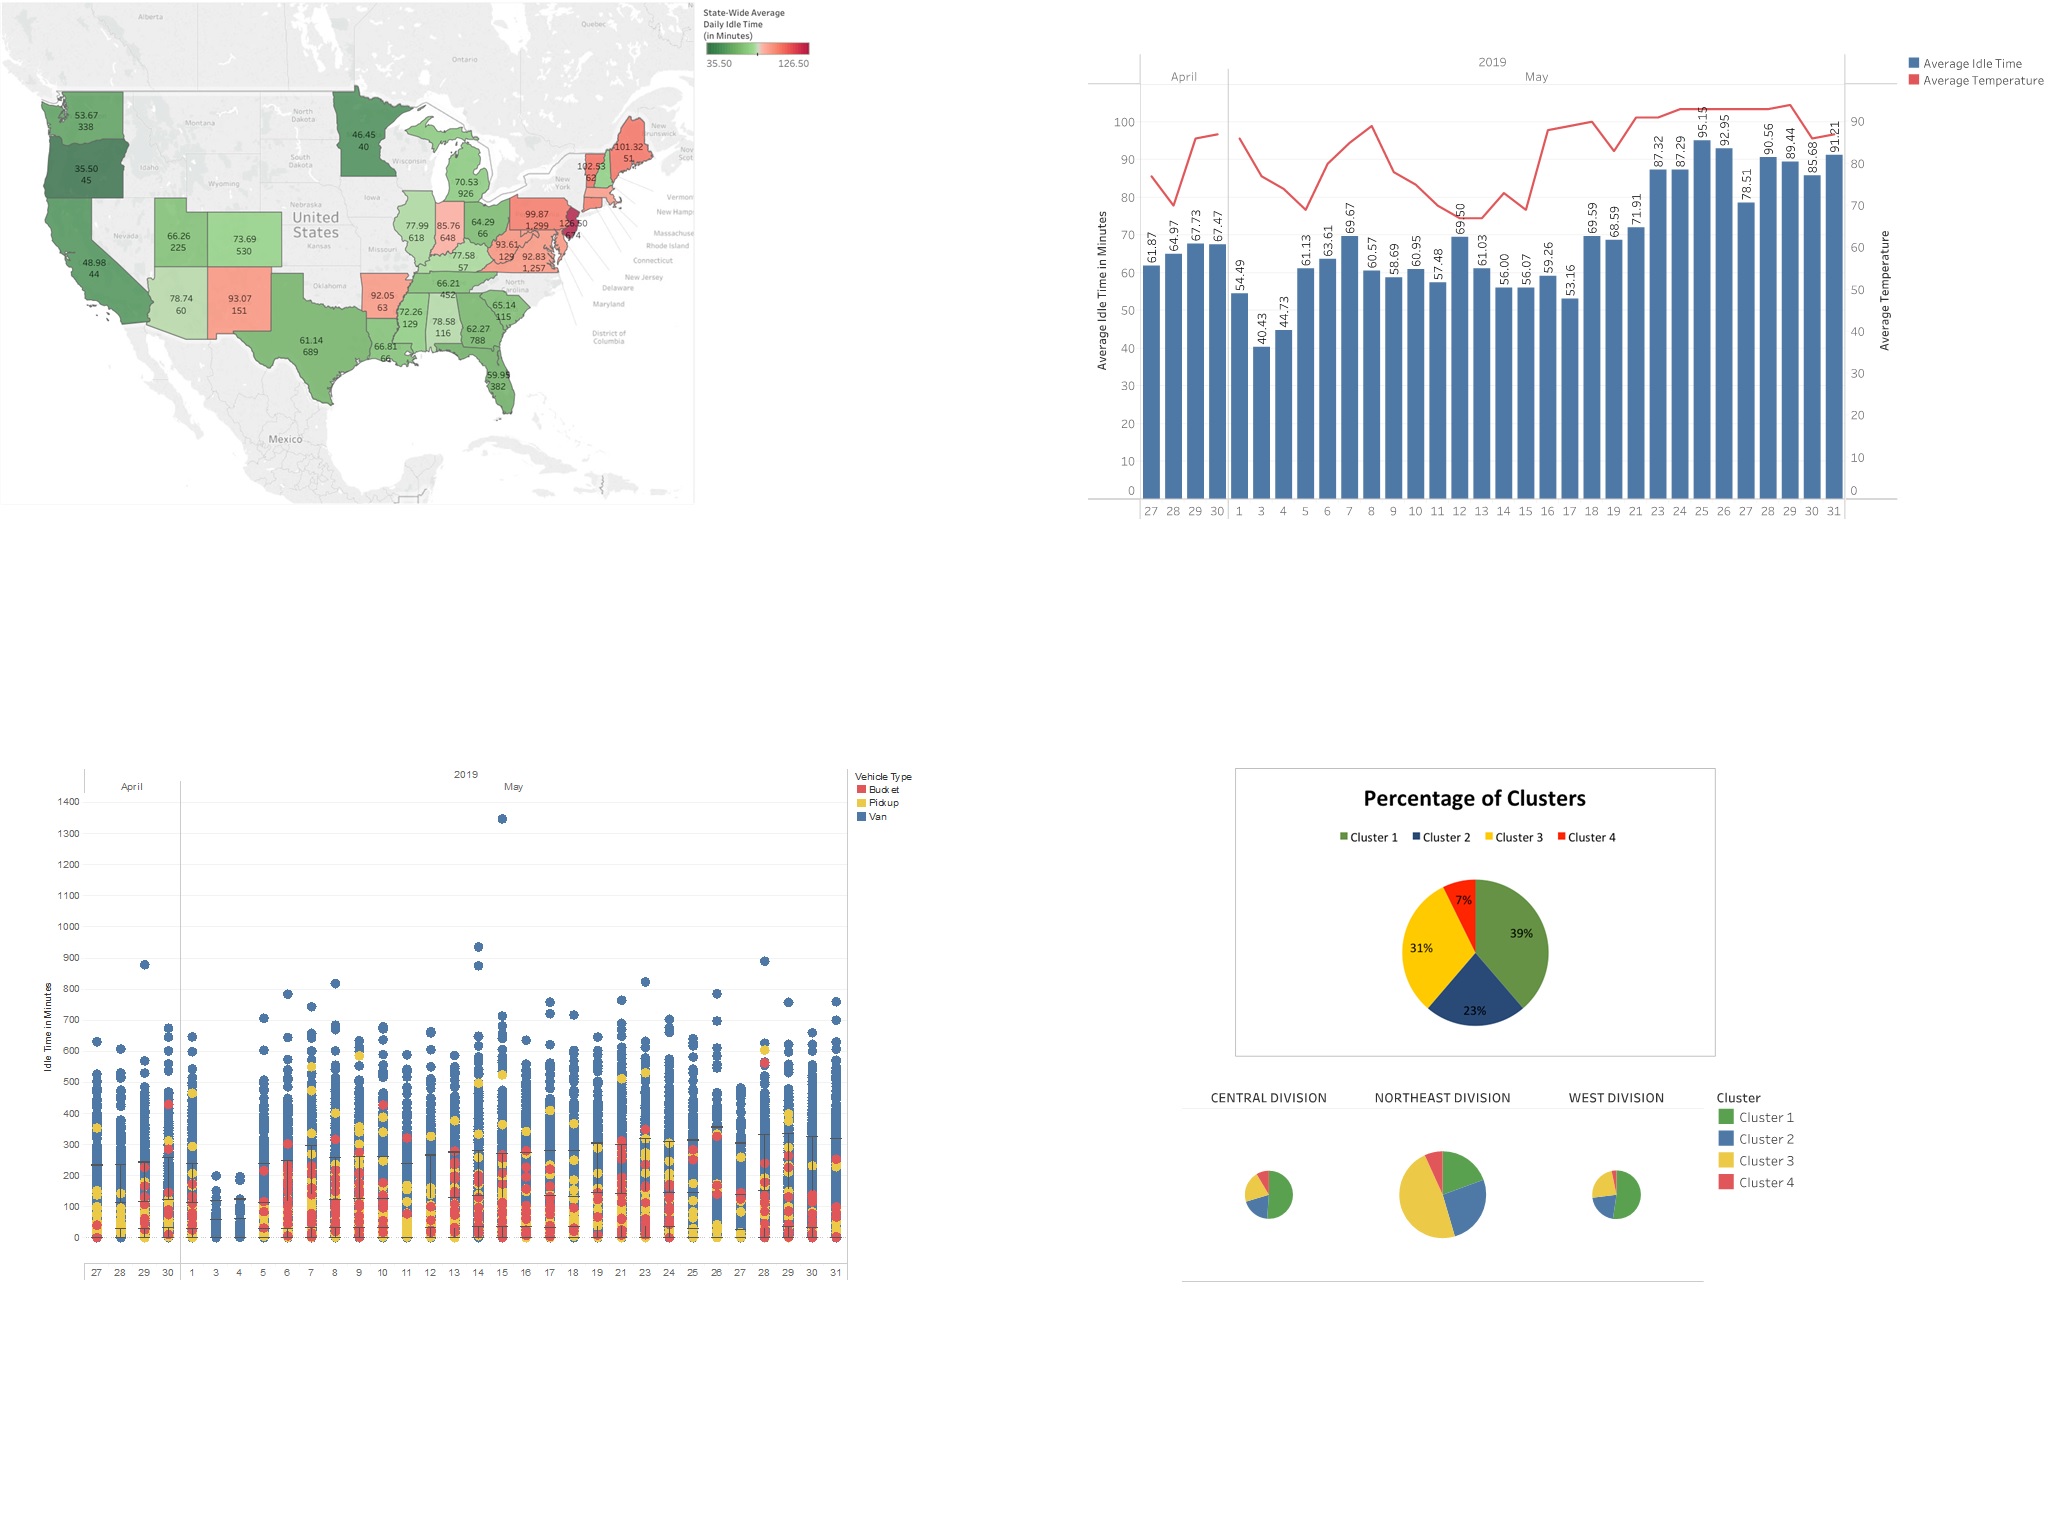 State-Wide Average
Daily Idle Time
(in Minutes)
35.50 126.50
Alberta
Quebec
Ontario
Montana
North
Dakota
South
Dakota
Idaho
Wyoming
Wisconsin
New
York
Nebraska
Iowa
United
States
Nevada
Kansas
Missouri
Oklahoma
North
Carolina
Mexico
Vermon
New Hamps
Massachuse
Rhode Island
Connecticut
New Jersey
Delaware
Maryland
District of
Columbia
53.67
338
35.50
45
48.98
44
66.26
225
73.69
530
78.74
60
93.07
151
61.14
689
46.45
40
77.99
618
85.76
648
64.29
66
70.53
926
99.87
1,299
126.50
674
102.53
62
101.32
51
93.61
129
92.83
1,257
77.58
57
66.21
452
92.05
63
72.26
129
78.58
116
62.27
788
65.14
115
66.81
66
59.95
382
2019
April May
Average Idle Time
Average Temperature
Average Idle Time in Minutes
100
90
80
70
60
50
40
30
20
10
0
61.87 64.97 67.73 67.47 54.49 40.43 44.73 61.13 63.61 69.67 60.57 58.69 60.95 57.48 69.50 61.03 56.00 56.07 59.26 53.16 69.59 68.59 71.91 87.32 87.29 95.15 92.95 78.51 90.56 89.44 85.68 91.21
Average Temperature
90
80
70
60
50
40
30
20
10
0
27 28 29 30 1 3 4 5 6 7 8 9 10 11 12 13 14 15 16 17 18 19 21 23 24 25 26 27 28 29 30 31
2019
April May
Vehicle Type
Bucket
Pickup
Van
Idle Time in Minutes
1400
1300
1200
1100
1000
900
800
700
600
500
400
300
200
100
0
27 28 29 30 1 3 4 5 6 7 8 9 10 11 12 13 14 15 16 17 18 19 21 23 24 25 26 27 28 29 30 31
Percentage of Clusters
Cluster 1 Cluster 2 Cluster 3 Cluster 4
7%
39%
31%
23%
CENTRAL DIVISION NORTHEAST DIVISION WEST DIVISION
Cluster
Cluster 1
Cluster 2
Cluster 3
Cluster 4